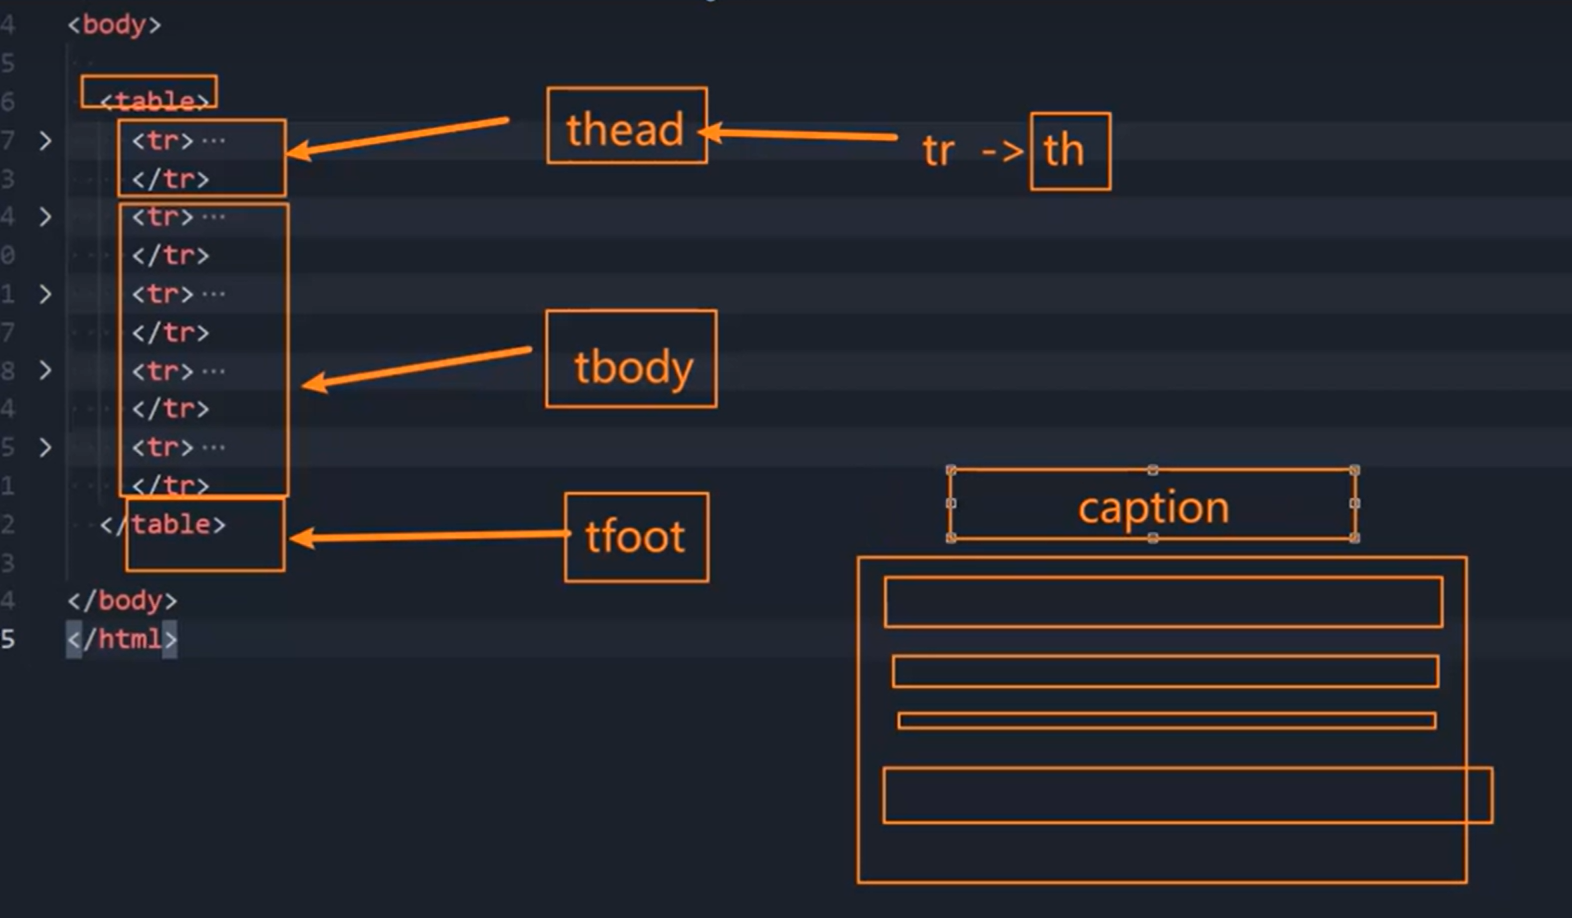 4 <body>
5
6 <table>
7 > <tr>···
3 </tr>
4 > <tr>···
0 </tr>
1 > <tr>···
7 </tr>
8 > <tr>···
4 </tr>
5 > <tr>···
1 </tr>
2 </table>
3
4 </body>
5 </html>
thead
tr -> th
tbody
tfoot
caption